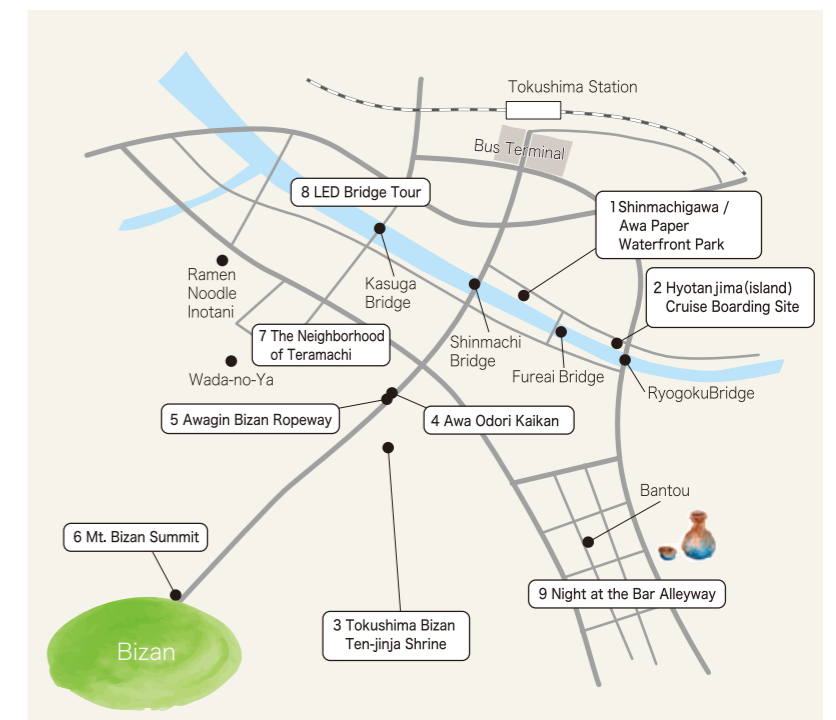 Tokushima Station
Bus Terminal
8 LED Bridge Tour
1 Shinmachigawa /
Awa Paper
Waterfront Park
Ramen
Noodle
Inotani
Kasuga
Bridge
2 Hyotan jima (island)
Cruise Boarding Site
7 The Neighborhood
of Teramachi
Shinmachi
Bridge
Fureai Bridge
RyogokuBridge
Wada-no-Ya
5 Awagin Bizan Ropeway
4 Awa Odori Kaikan
Bantou
6 Mt. Bizan Summit
9 Night at the Bar Alleyway
3 Tokushima Bizan
Ten-jinja Shrine
Bizan